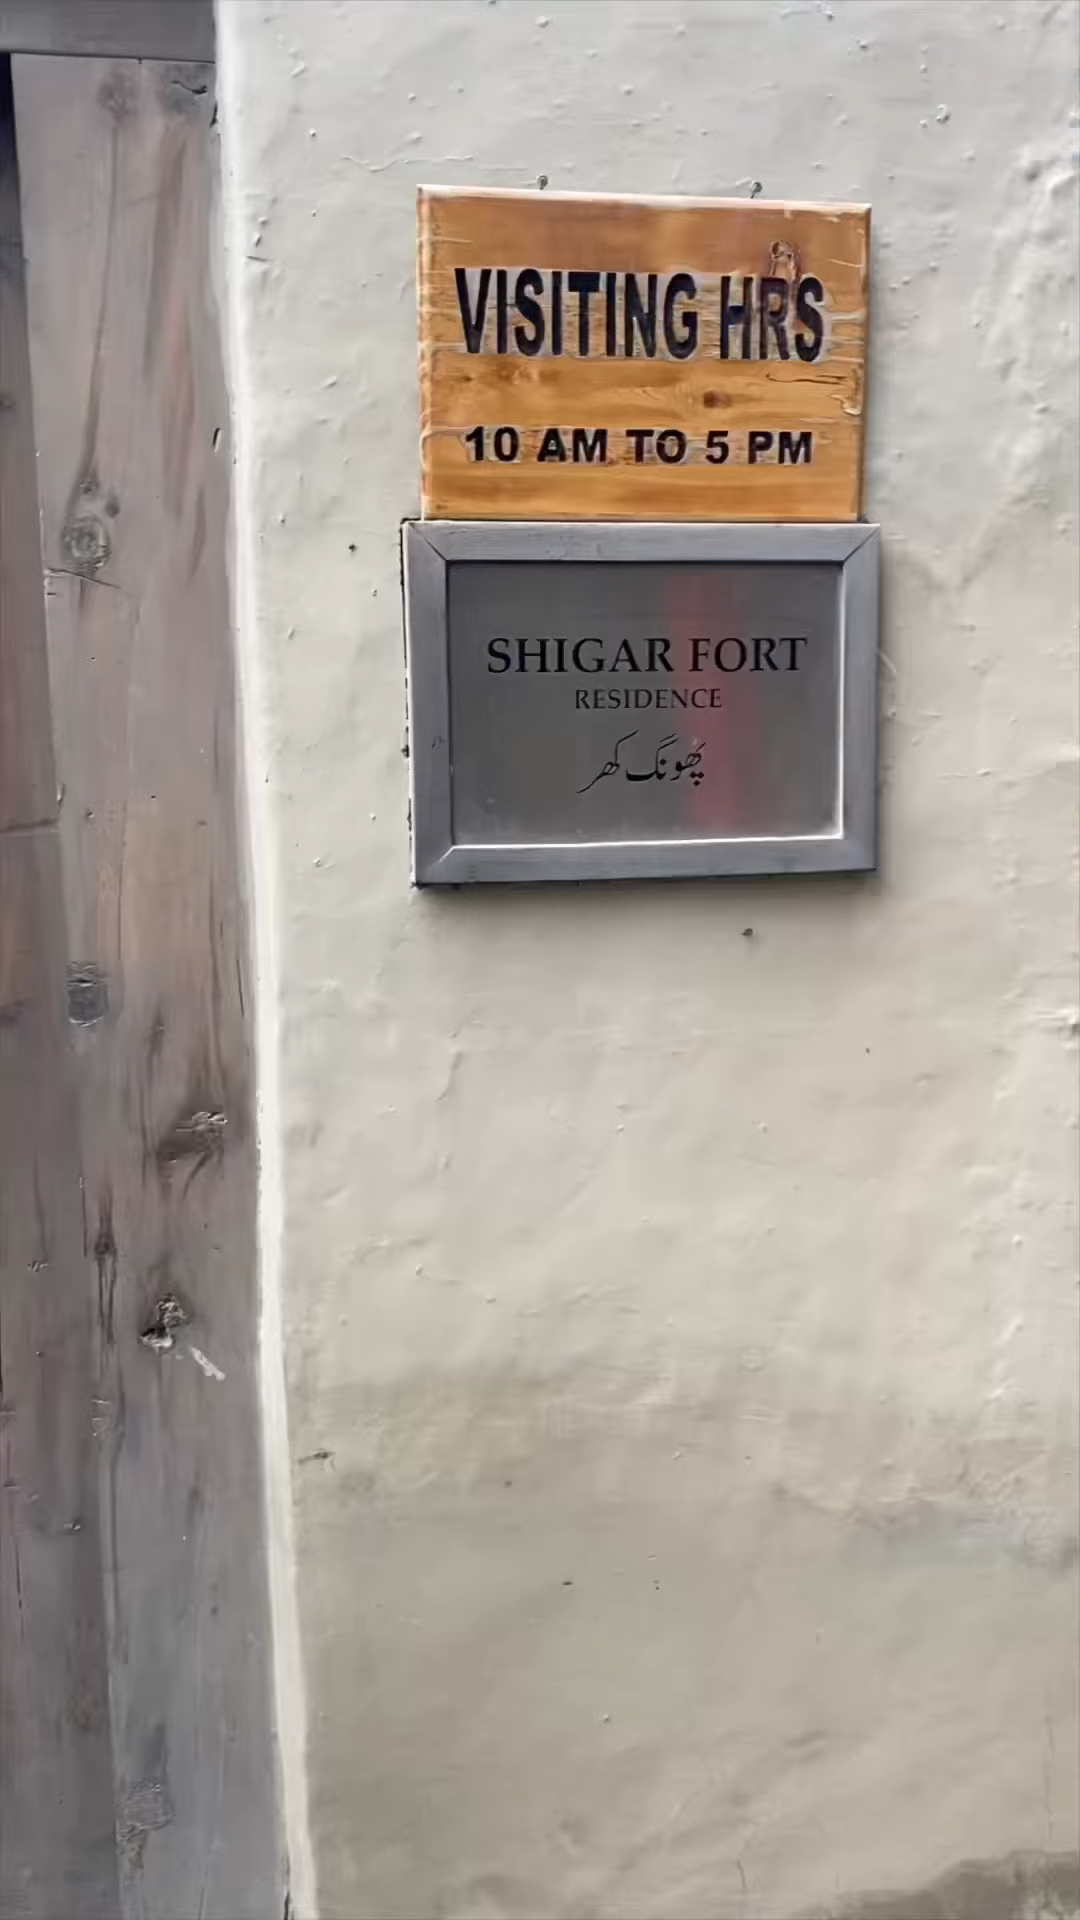 VISITING HRS
10 AM TO 5 PM
SHIGAR FORT
RESIDENCE
پھونگ کھر